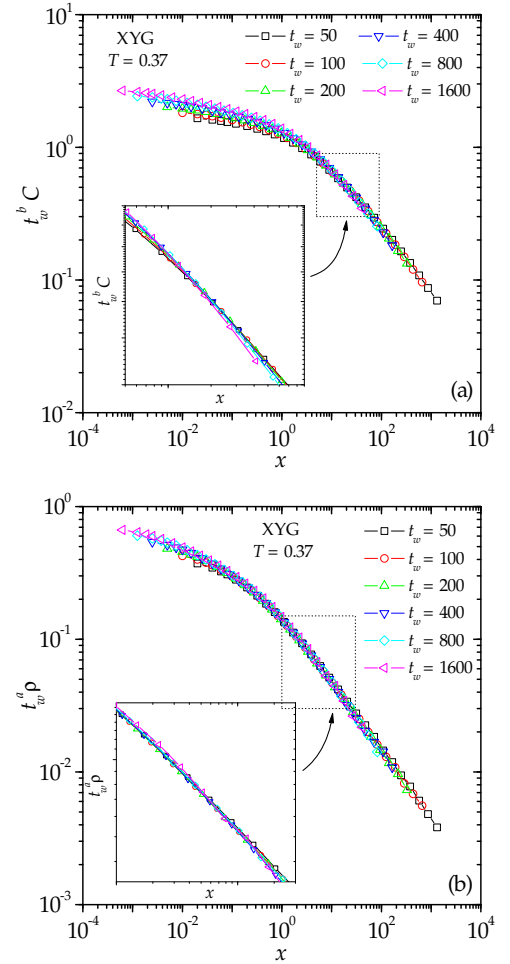 10^1
XYG
T = 0.37
t_w = 50
t_w = 400
t_w = 100
t_w = 800
t_w = 200
t_w = 1600
10^0
t_w^b C
10^-1
t_w^b C
x
(a)
10^-2
10^-4 10^-2 10^0 10^2 10^4
x
10^0
XYG
T = 0.37
t_w = 50
t_w = 100
t_w = 200
t_w = 400
t_w = 800
t_w = 1600
10^-1
t_w^a ρ
10^-2
t_w^a ρ
x
(b)
10^-3
10^-4 10^-2 10^0 10^2 10^4
x